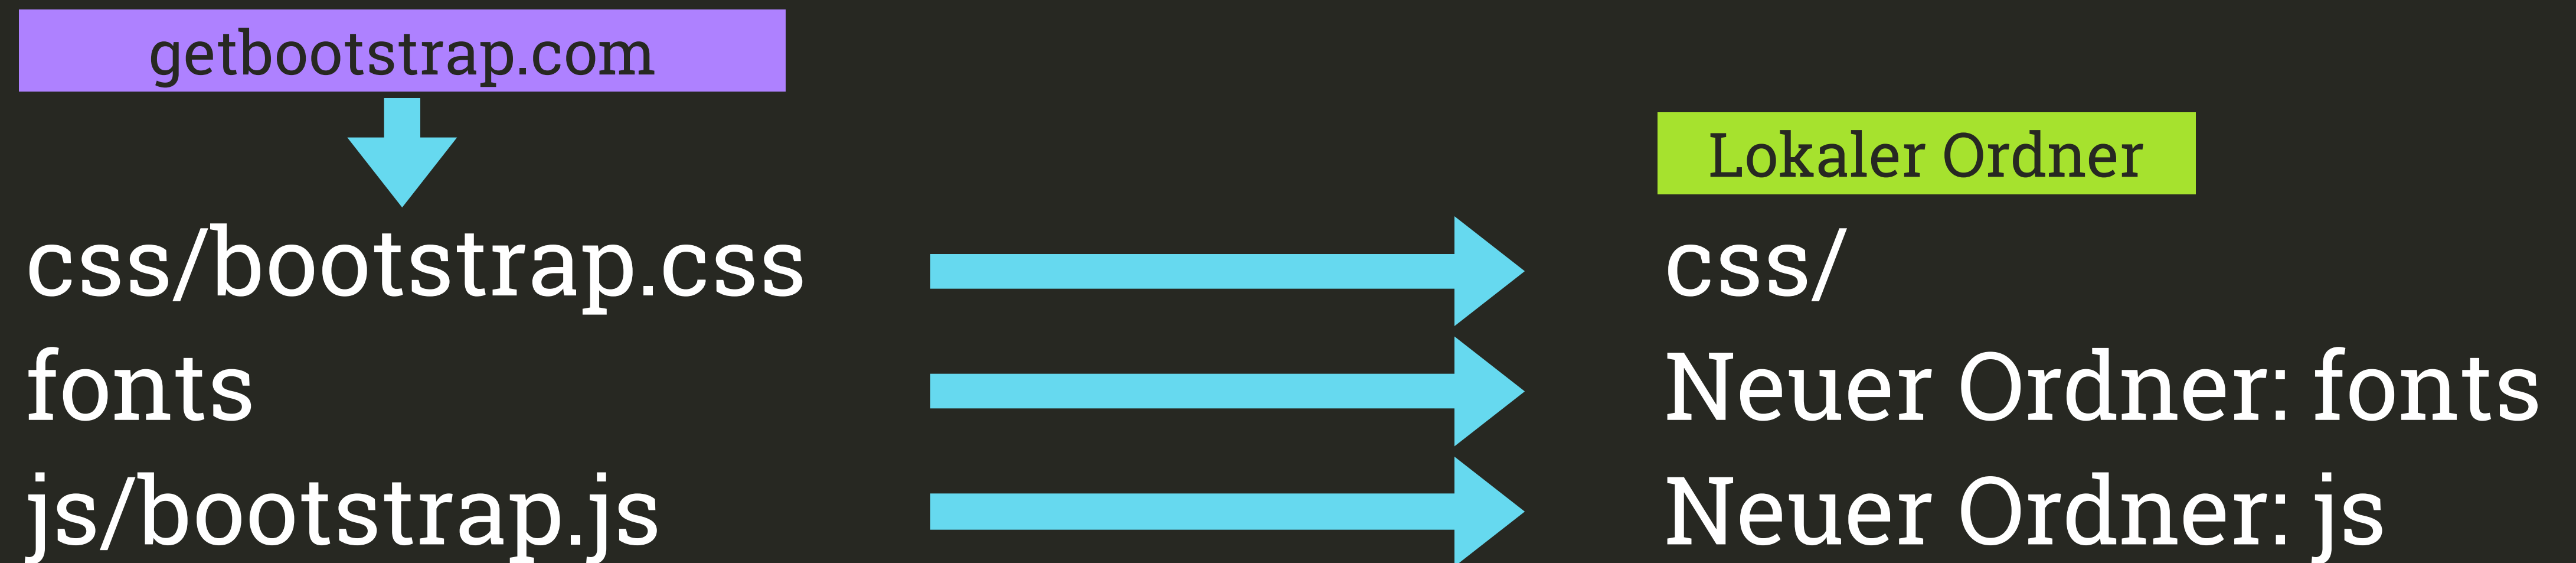 getbootstrap.com
Lokaler Ordner
css/bootstrap.css
css/
fonts
Neuer Ordner: fonts
js/bootstrap.js
Neuer Ordner: js